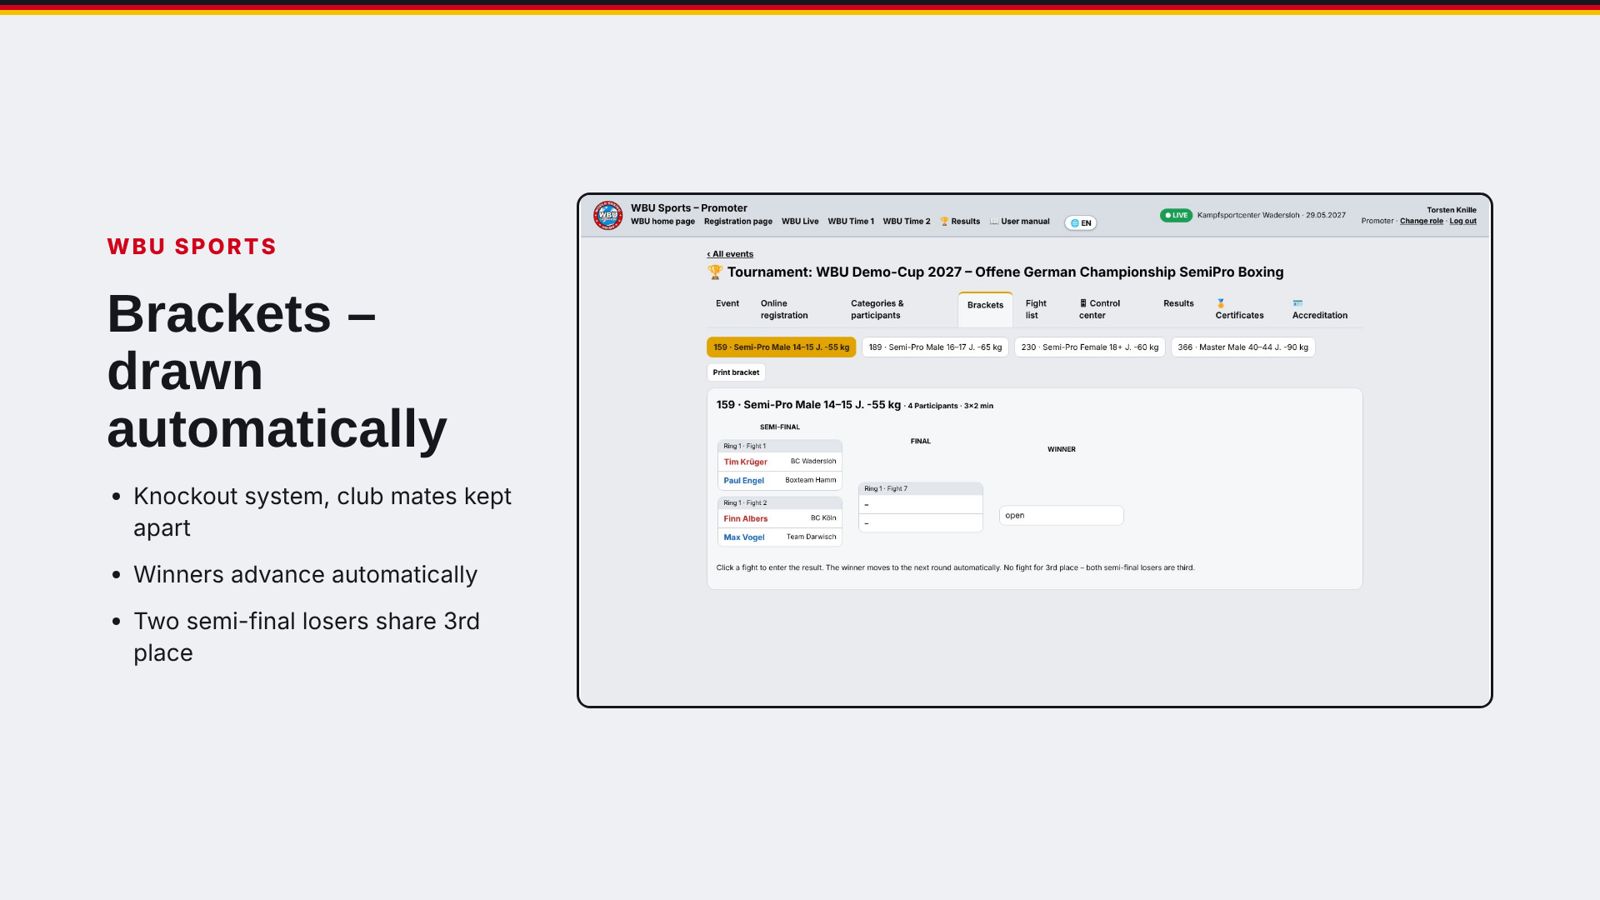 WBU SPORTS
Brackets –
drawn
automatically
• Knockout system, club mates kept
apart
• Winners advance automatically
• Two semi-final losers share 3rd
place
WBU
WBU Sports – Promoter
WBU home page Registration page WBU Live WBU Time 1 WBU Time 2 🏆 Results 📖 User manual 🌐 EN
● LIVE Kampfsportcenter Wadersloh · 29.05.2027
Torsten Knille
Promoter · Change role · Log out
‹ All events
🏆 Tournament: WBU Demo-Cup 2027 – Offene German Championship SemiPro Boxing
Event
Online
registration
Categories &
participants
Brackets
Fight
list
Control
center
Results
🏅
Certificates
🪪
Accreditation
159 · Semi-Pro Male 14–15 J. -55 kg
189 · Semi-Pro Male 16–17 J. -65 kg
230 · Semi-Pro Female 18+ J. -60 kg
366 · Master Male 40–44 J. -90 kg
Print bracket
159 · Semi-Pro Male 14–15 J. -55 kg · 4 Participants · 3×2 min
SEMI-FINAL
Ring 1 · Fight 1
Tim Krüger BC Wadersloh
Paul Engel Boxteam Hamm
Ring 1 · Fight 2
Finn Albers BC Köln
Max Vogel Team Darwisch
FINAL
Ring 1 · Fight 7
–
–
WINNER
open
Click a fight to enter the result. The winner moves to the next round automatically. No fight for 3rd place – both semi-final losers are third.